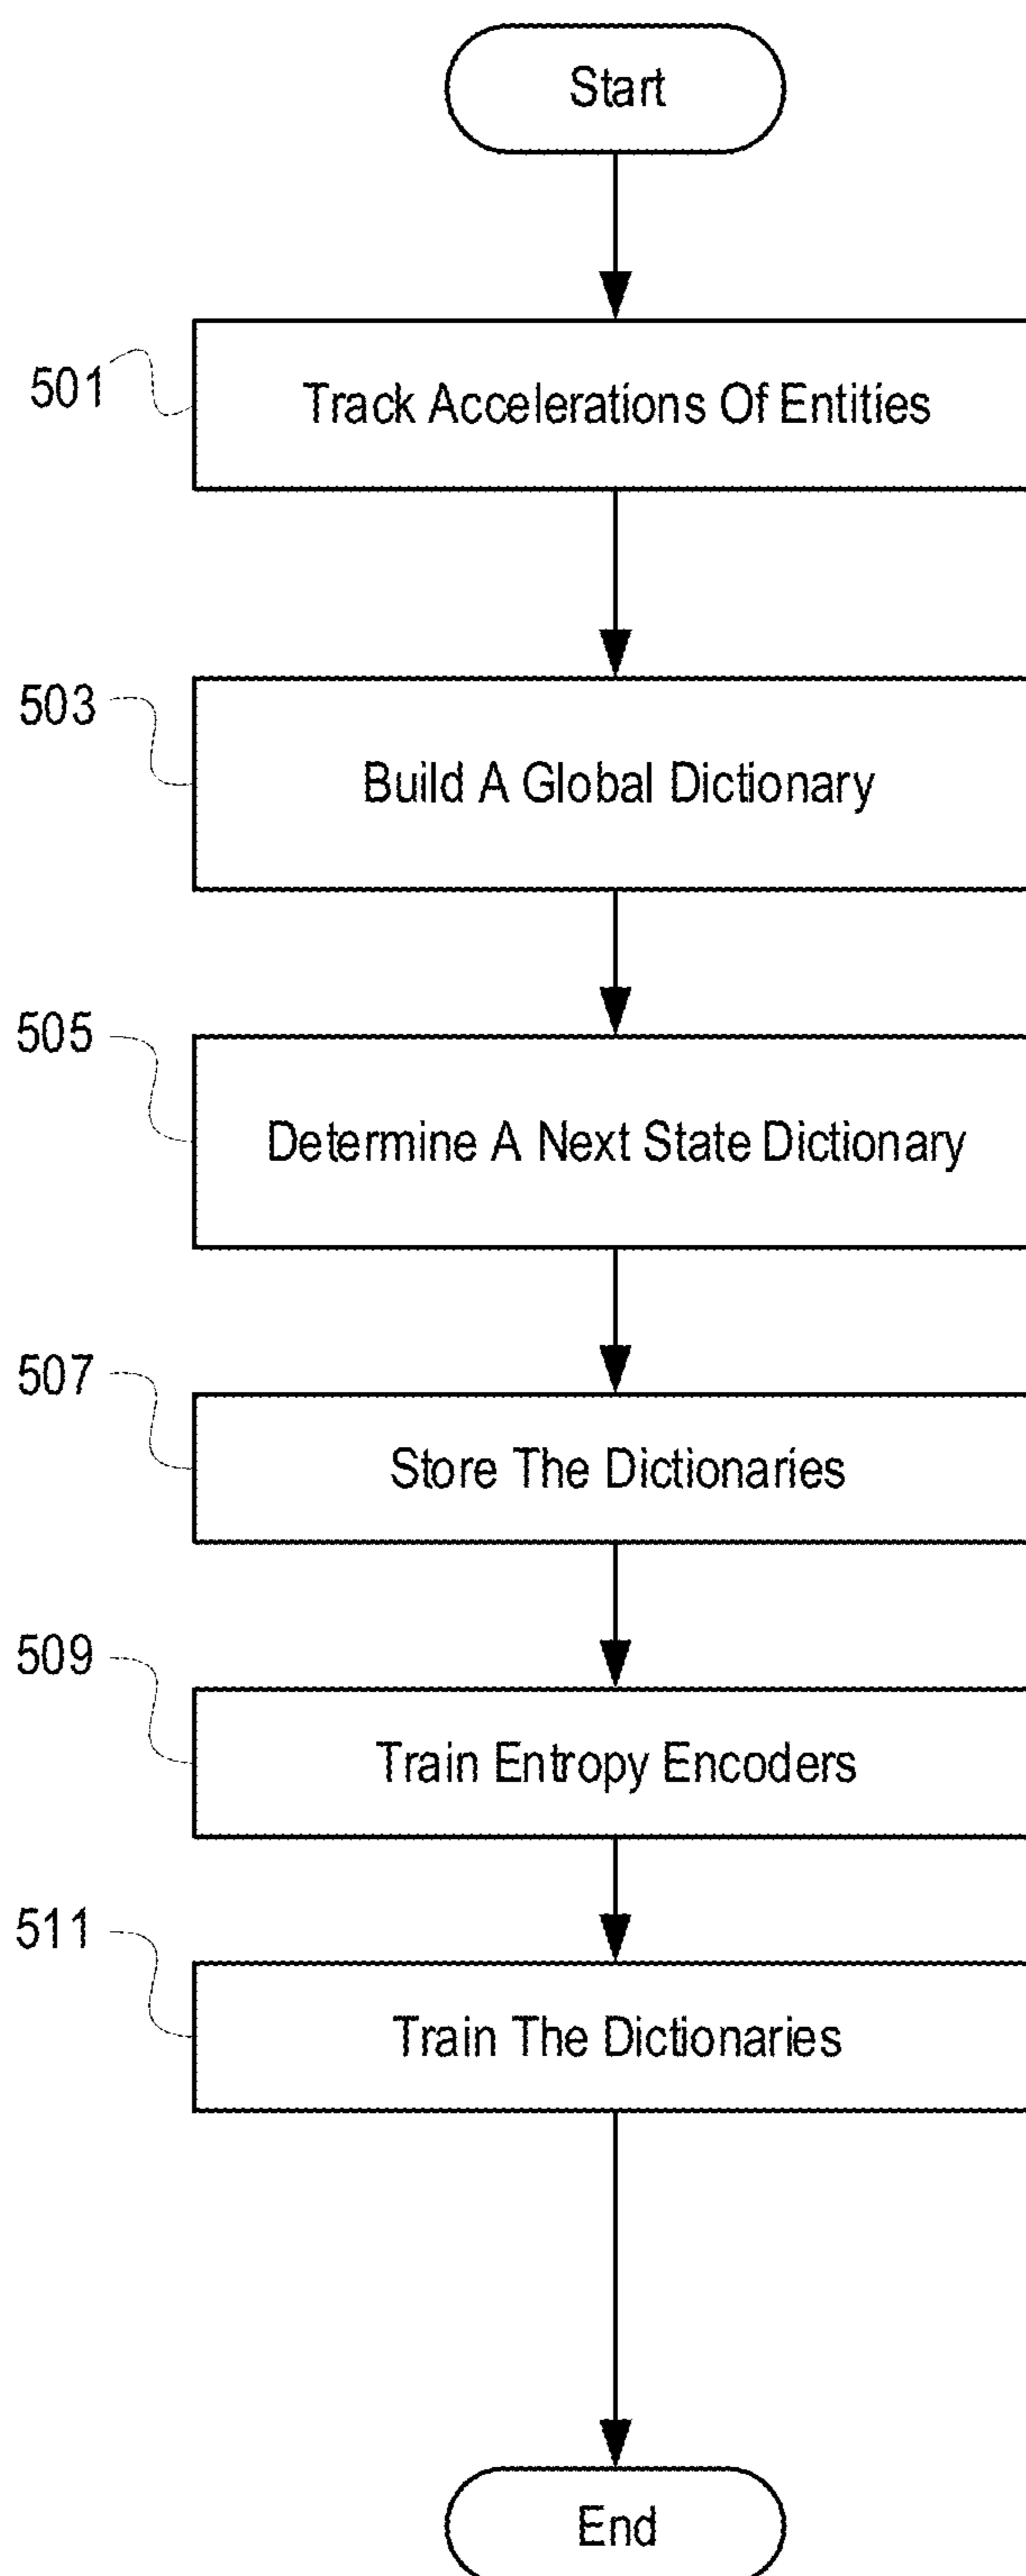 Start
501
Track Accelerations Of Entities
503
Build A Global Dictionary
505
Determine A Next State Dictionary
507
Store The Dictionaries
509
Train Entropy Encoders
511
Train The Dictionaries
End